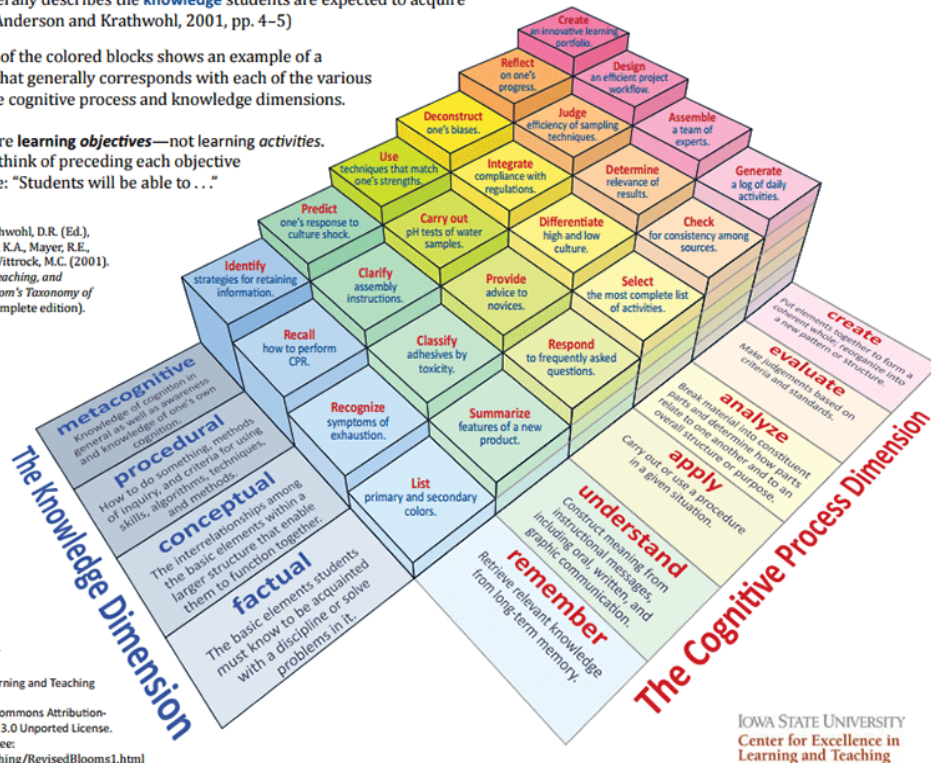 erally describes the knowledge students are expected to acquire
Anderson and Krathwohl, 2001, pp. 4–5)
of the colored blocks shows an example of a
hat generally corresponds with each of the various
e cognitive process and knowledge dimensions.
re learning objectives—not learning activities.
think of preceding each objective
e: “Students will be able to . . .”
hwohl, D.R. (Ed.),
K.A., Mayer, R.E.,
Wittrock, M.C. (2001).
eaching, and
om's Taxonomy of
mplete edition).
Create
an innovative learning
portfolio.
Reflect
on one's
progress.
Design
an efficient project
workflow.
Deconstruct
one's biases.
Judge
efficiency of sampling
techniques.
Assemble
a team of
experts.
Use
techniques that match
one's strengths.
Integrate
compliance with
regulations.
Determine
relevance of
results.
Generate
a log of daily
activities.
Predict
one's response to
culture shock.
Carry out
pH tests of water
samples.
Differentiate
high and low
culture.
Check
for consistency among
sources.
Identify
strategies for retaining
information.
Clarify
assembly
instructions.
Provide
advice to
novices.
Select
the most complete list
of activities.
Recall
how to perform
CPR.
Classify
adhesives by
toxicity.
Respond
to frequently asked
questions.
Recognize
symptoms of
exhaustion.
Summarize
features of a new
product.
List
primary and secondary
colors.
metacognitive
Knowledge of cognition in
general as well as awareness
and knowledge of one's own
cognition.
procedural
How to do something, methods
of inquiry, and criteria for using
skills, algorithms, techniques,
and methods.
conceptual
The interrelationships among
the basic elements within a
larger structure that enable
them to function together.
factual
The basic elements students
must know to be acquainted
with a discipline or solve
problems in it.
The Knowledge Dimension
create
Put elements together to form a
coherent whole; reorganize into
a new pattern or structure.
evaluate
Make judgements based on
criteria and standards.
analyze
Break material into constituent
parts and determine how parts
relate to one another and to an
overall structure or purpose.
apply
Carry out or use a procedure
in a given situation.
understand
Construct meaning from
instructional messages,
including oral, written, and
graphic communication.
remember
Retrieve relevant knowledge
from long-term memory.
The Cognitive Process Dimension
rning and Teaching
ommons Attribution-
3.0 Unported License.
ee:
hing/RevisedBlooms1.html
IOWA STATE UNIVERSITY
Center for Excellence in
Learning and Teaching